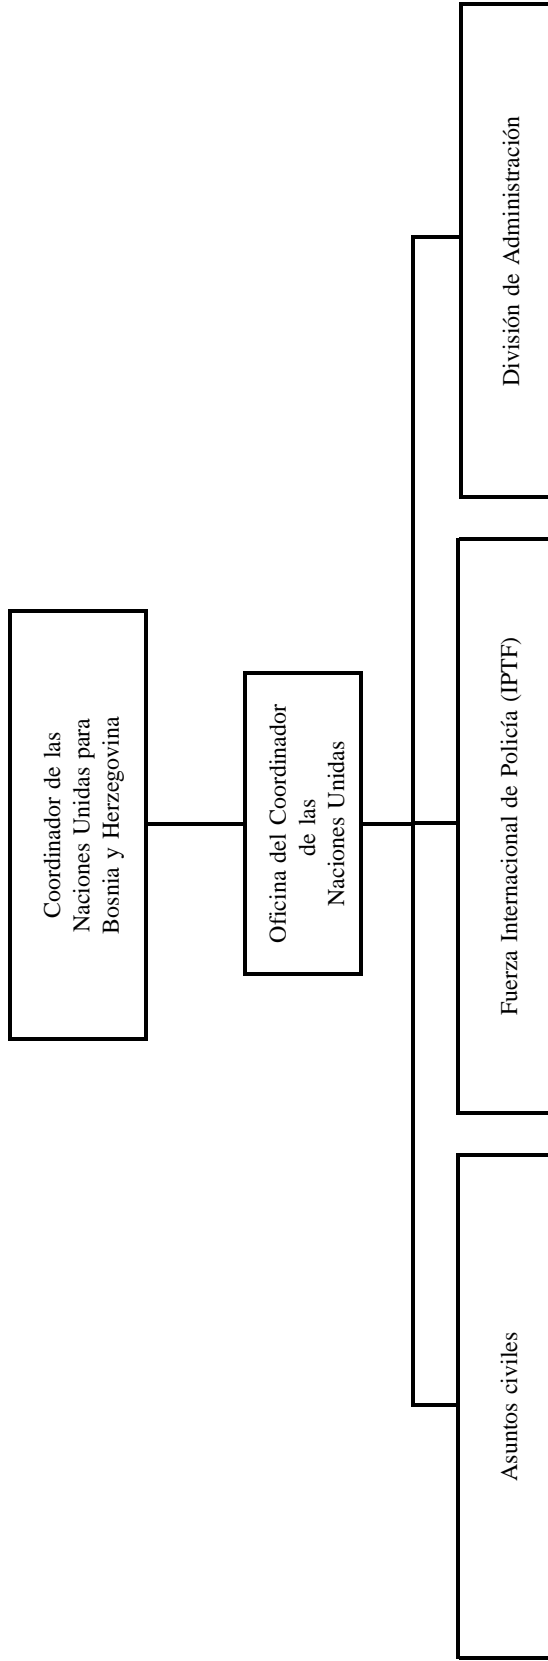 Coordinador de las
Naciones Unidas para
Bosnia y Herzegovina
Oficina del Coordinador
de las
Naciones Unidas
Asuntos civiles
Fuerza Internacional de Policía (IPTF)
División de Administración